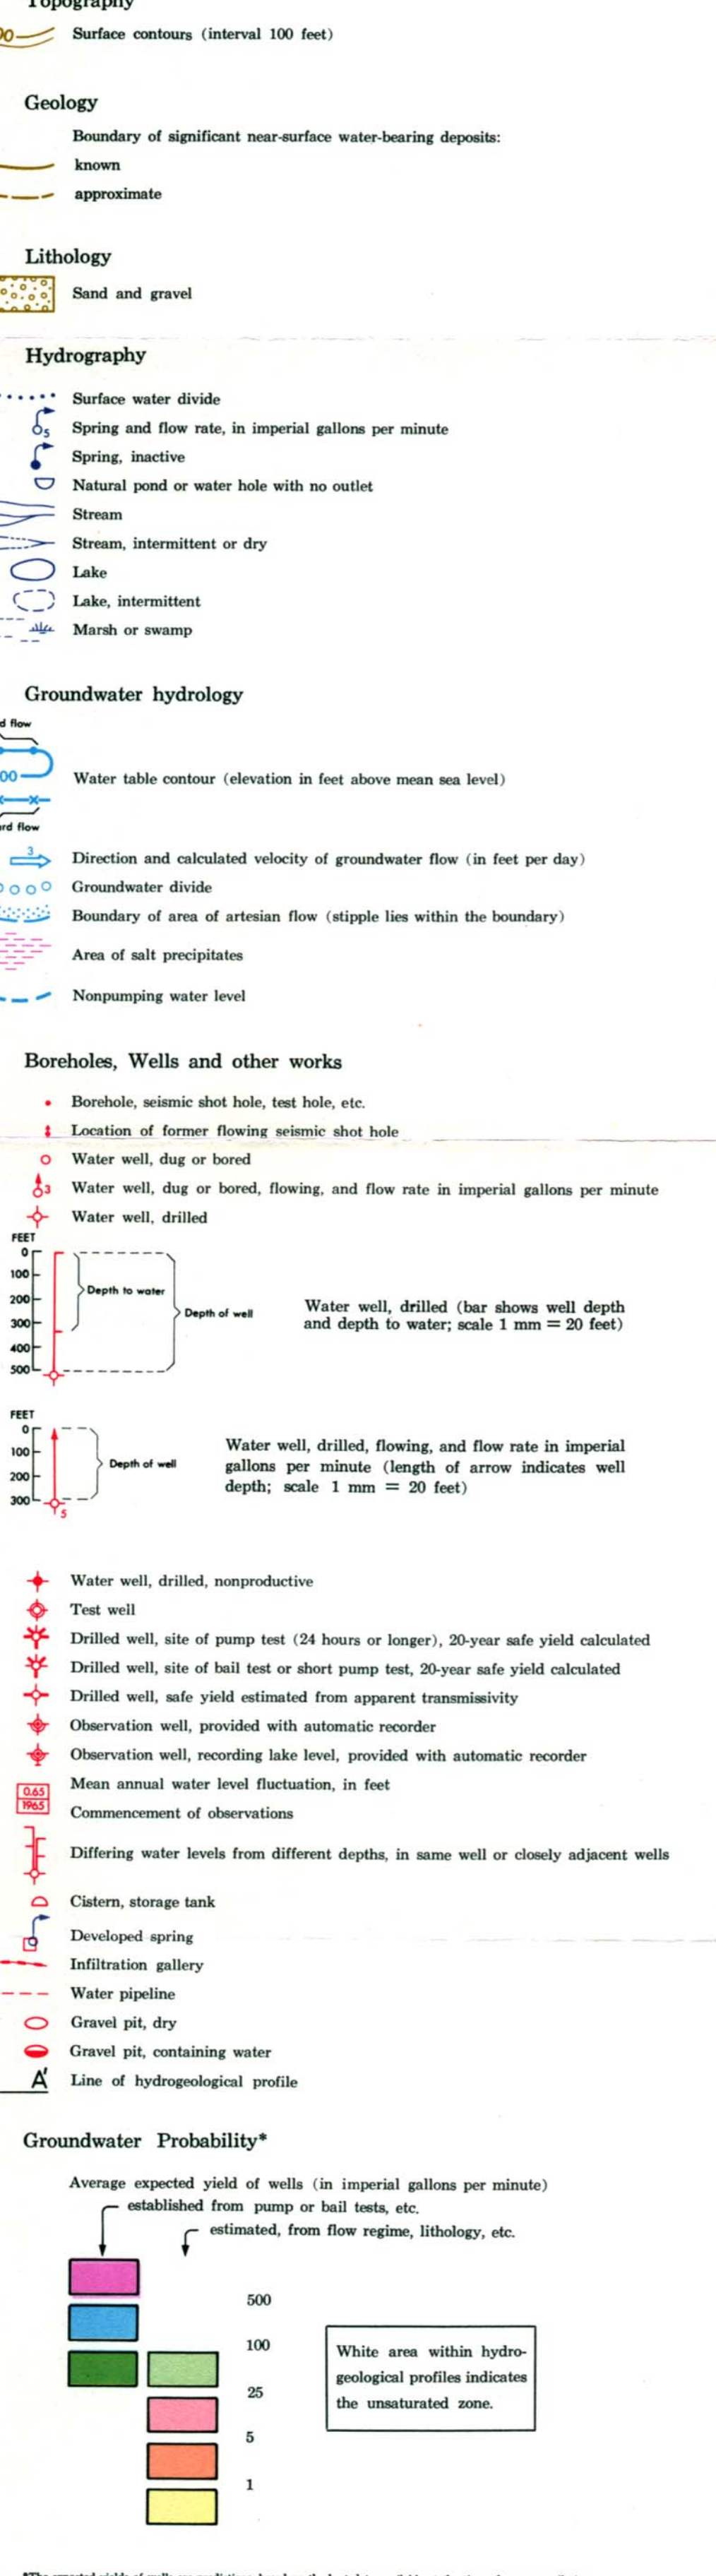 Topography
Surface contours (interval 100 feet)
Geology
Boundary of significant near-surface water-bearing deposits:
known
approximate
Lithology
Sand and gravel
Hydrography
Surface water divide
5
Spring and flow rate, in imperial gallons per minute
Spring, inactive
Natural pond or water hole with no outlet
Stream
Stream, intermittent or dry
Lake
Lake, intermittent
Marsh or swamp
Groundwater hydrology
d flow
00
Water table contour (elevation in feet above mean sea level)
rd flow
3
Direction and calculated velocity of groundwater flow (in feet per day)
Groundwater divide
Boundary of area of artesian flow (stipple lies within the boundary)
Area of salt precipitates
Nonpumping water level
Boreholes, Wells and other works
Borehole, seismic shot hole, test hole, etc.
Location of former flowing seismic shot hole
Water well, dug or bored
3
Water well, dug or bored, flowing, and flow rate in imperial gallons per minute
Water well, drilled
FEET
0
100
200
300
400
500
Depth to water
Depth of well
Water well, drilled (bar shows well depth
and depth to water; scale 1 mm = 20 feet)
FEET
0
100
200
300
5
Depth of well
Water well, drilled, flowing, and flow rate in imperial
gallons per minute (length of arrow indicates well
depth; scale 1 mm = 20 feet)
Water well, drilled, nonproductive
Test well
Drilled well, site of pump test (24 hours or longer), 20-year safe yield calculated
Drilled well, site of bail test or short pump test, 20-year safe yield calculated
Drilled well, safe yield estimated from apparent transmissivity
Observation well, provided with automatic recorder
Observation well, recording lake level, provided with automatic recorder
0.65
Mean annual water level fluctuation, in feet
1965
Commencement of observations
Differing water levels from different depths, in same well or closely adjacent wells
Cistern, storage tank
Developed spring
Infiltration gallery
Water pipeline
Gravel pit, dry
Gravel pit, containing water
A′
Line of hydrogeological profile
Groundwater Probability*
Average expected yield of wells (in imperial gallons per minute)
established from pump or bail tests, etc.
estimated, from flow regime, lithology, etc.
500
100
25
5
1
White area within hydro-
geological profiles indicates
the unsaturated zone.